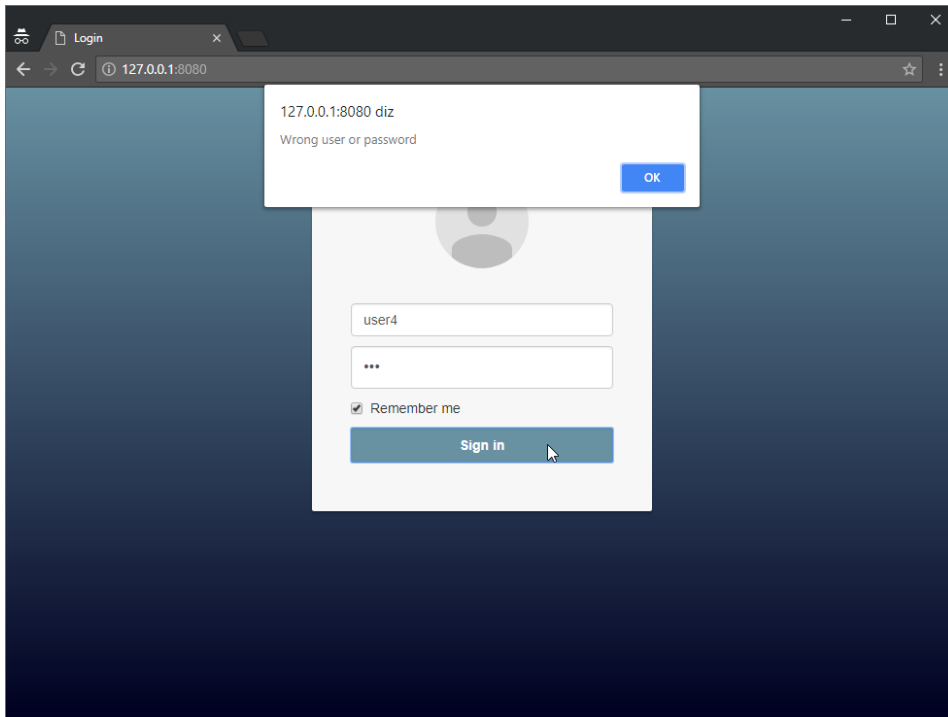 Login
127.0.0.1:8080
127.0.0.1:8080 diz
Wrong user or password
OK
user4
•••
Remember me
Sign in